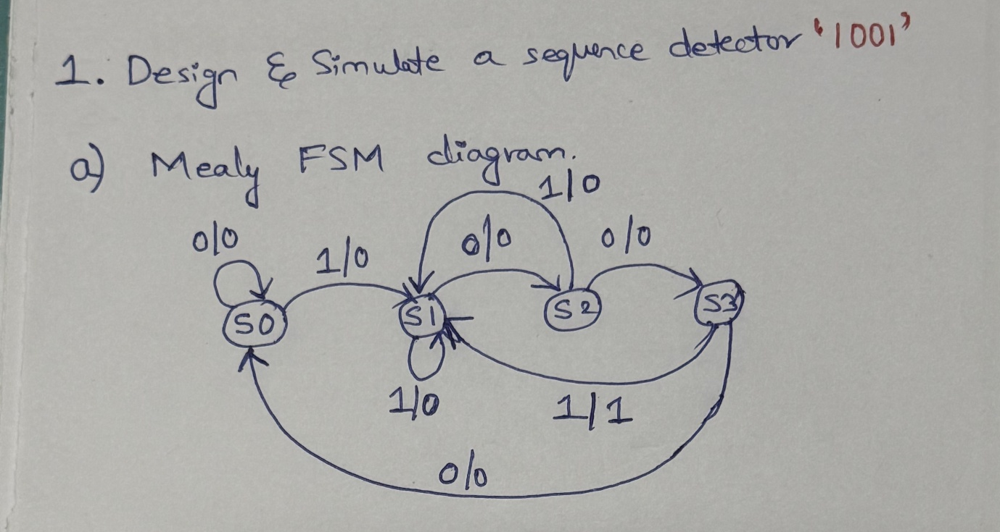 1. Design & Simulate a sequence detector '1001'
a) Mealy FSM diagram.
1/0
0/0
1/0
0/0
0/0
S0
S1
S2
S3
1/0
1/1
0/0